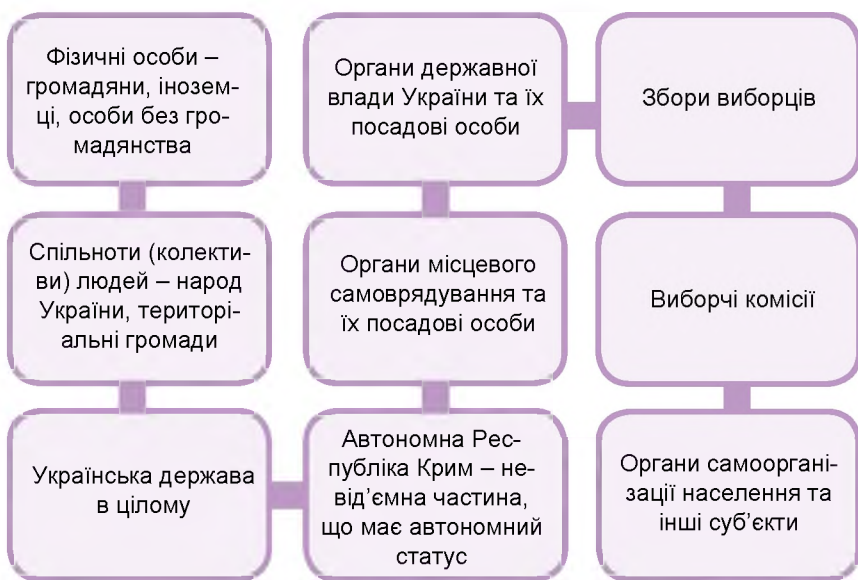 Фізичні особи –
громадяни, інозем-
ці, особи без гро-
мадянства
Спільноти (колекти-
ви) людей – народ
України, територі-
альні громади
Українська держава
в цілому
Автономна Рес-
публіка Крим – не-
від’ємна частина,
що має автономний
статус
Органи місцевого
самоврядування та
їх посадові особи
Органи державної
влади України та їх
посадові особи
Збори виборців
Виборчі комісії
Органи самооргані-
зації населення та
інші суб’єкти